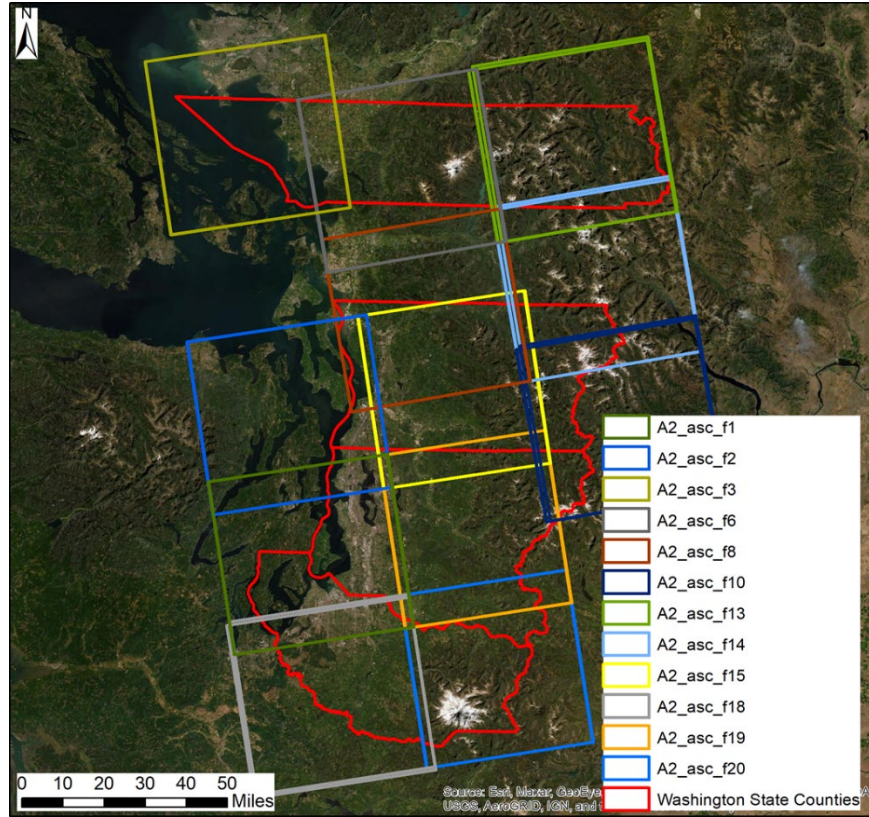 N
A2_asc_f1
A2_asc_f2
A2_asc_f3
A2_asc_f6
A2_asc_f8
A2_asc_f10
A2_asc_f13
A2_asc_f14
A2_asc_f15
A2_asc_f18
A2_asc_f19
A2_asc_f20
Washington State Counties
0 10 20 30 40 50
Miles
Source: Esri, Maxar, GeoEye
USGS, AeroGRID, IGN, and